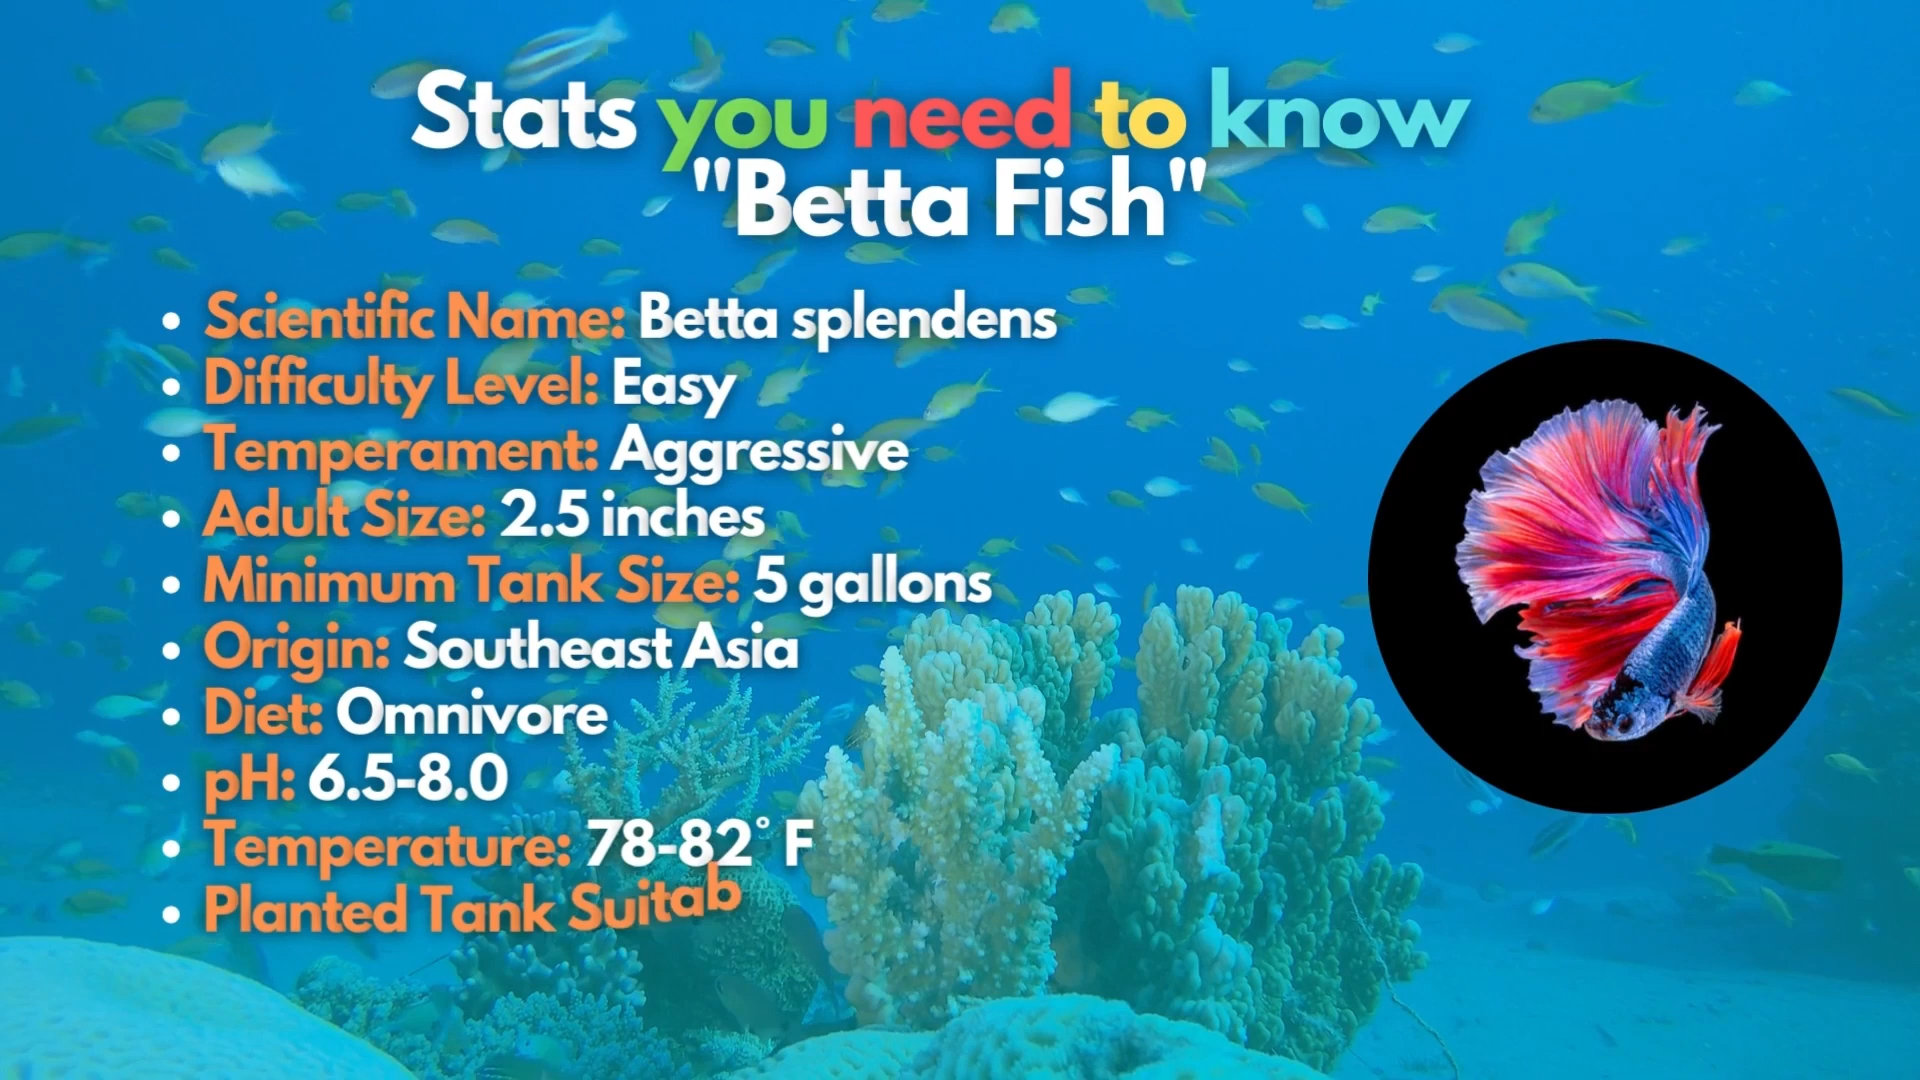 Stats you need to know
"Betta Fish"
Scientific Name: Betta splendens
Difficulty Level: Easy
Temperament: Aggressive
Adult Size: 2.5 inches
Minimum Tank Size: 5 gallons
Origin: Southeast Asia
Diet: Omnivore
pH: 6.5-8.0
Temperature: 78-82° F
Planted Tank Suitab